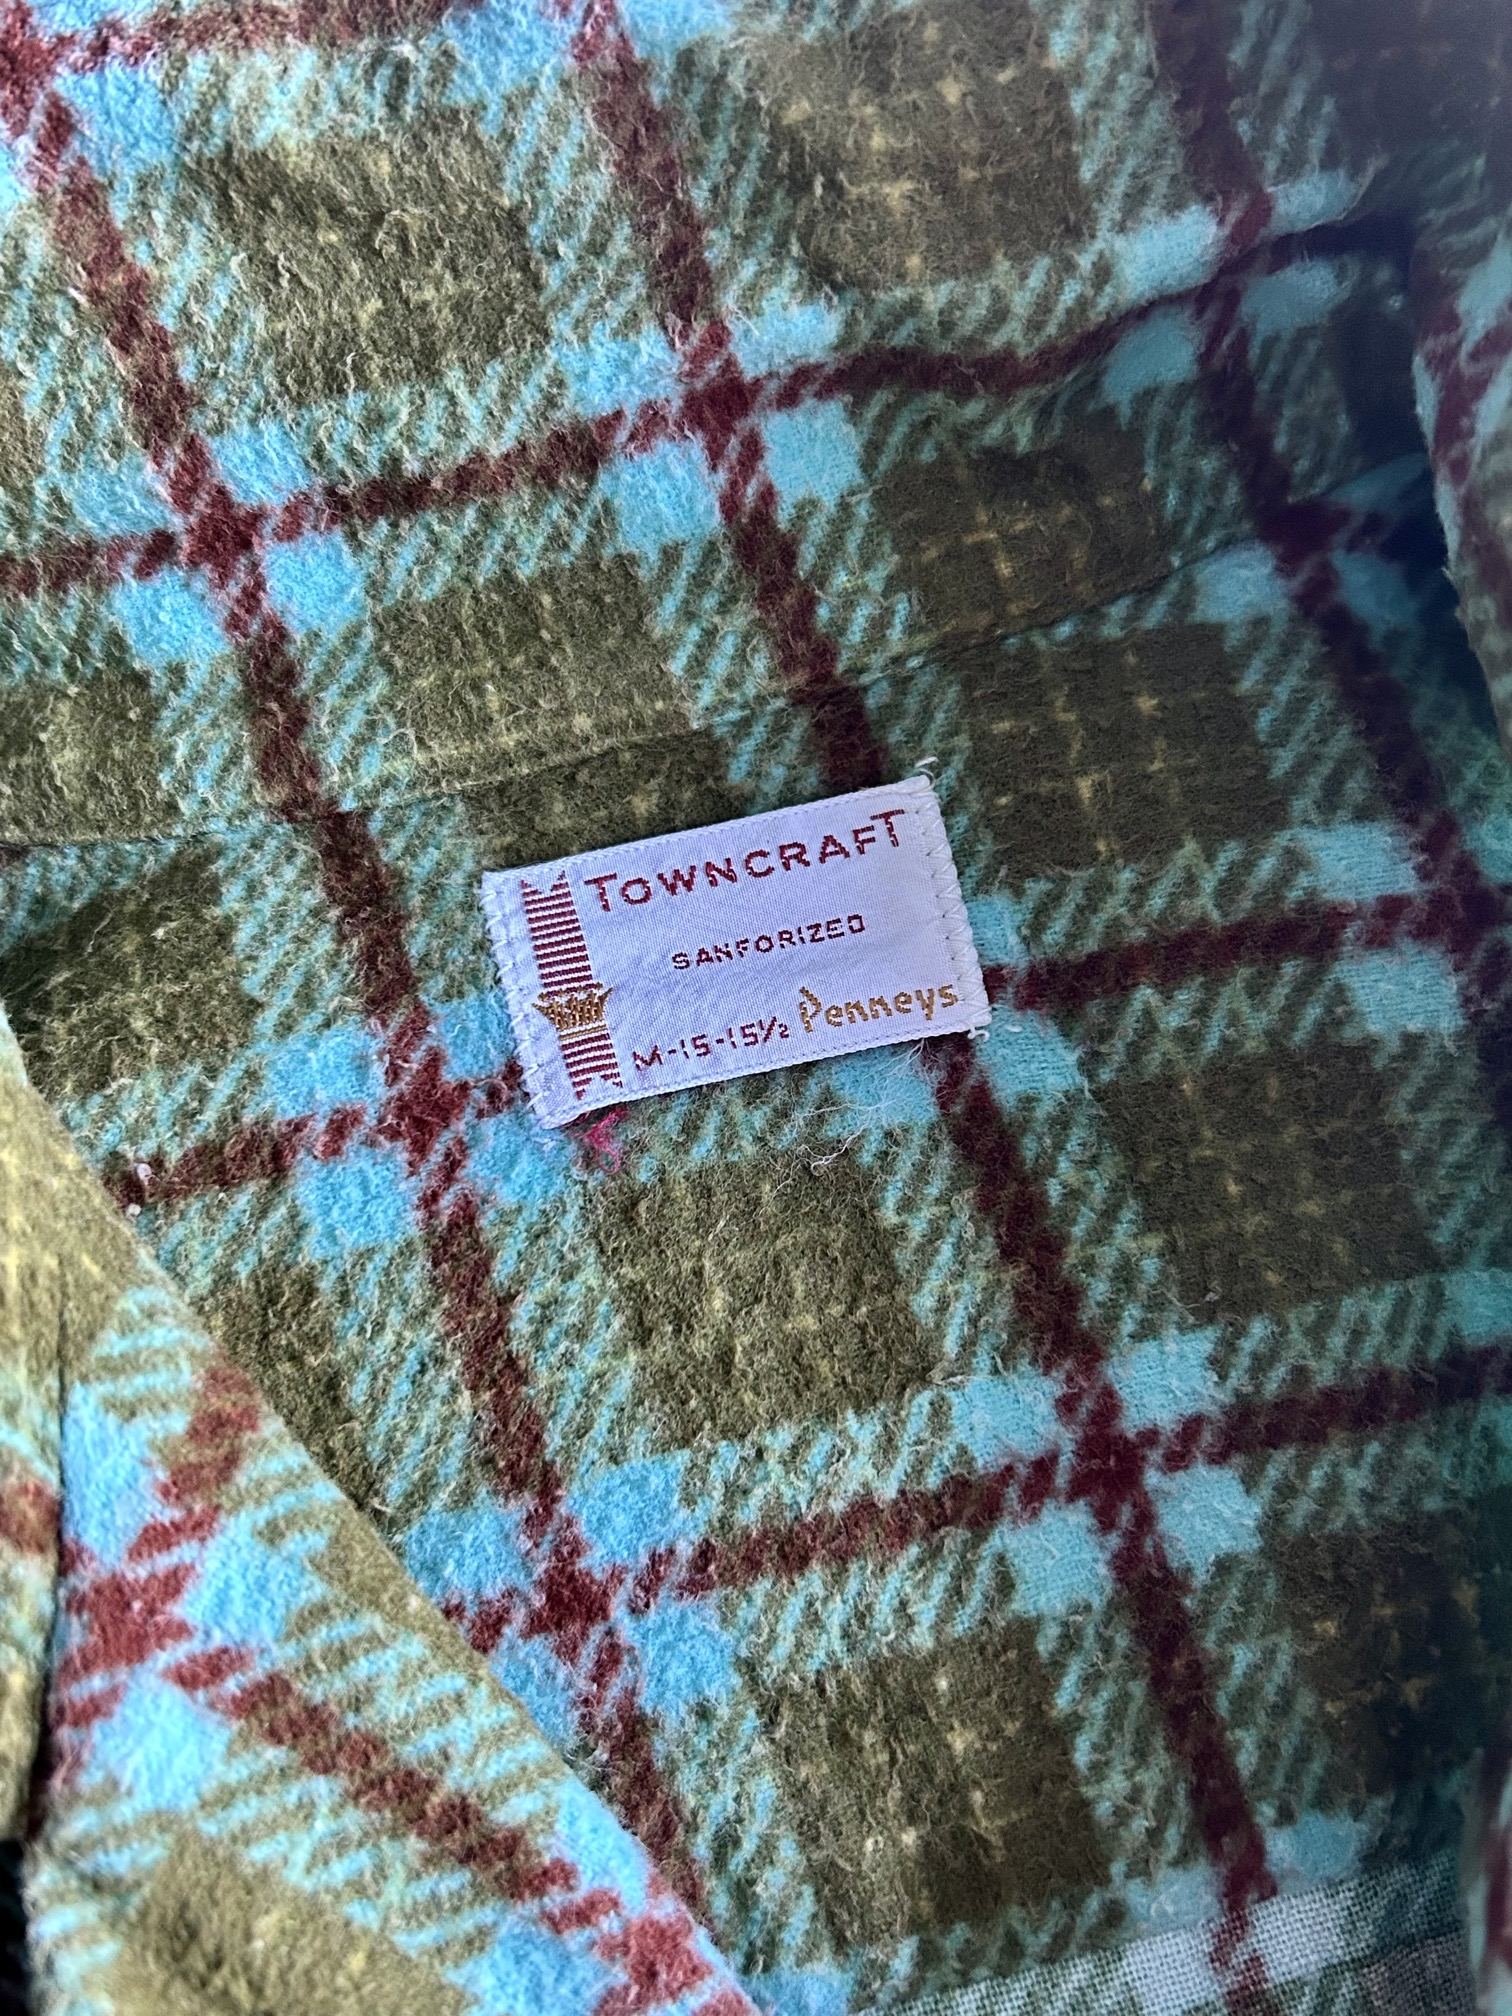 TOWNCRAFT
SANFORIZED
M-15-15½ Penneys